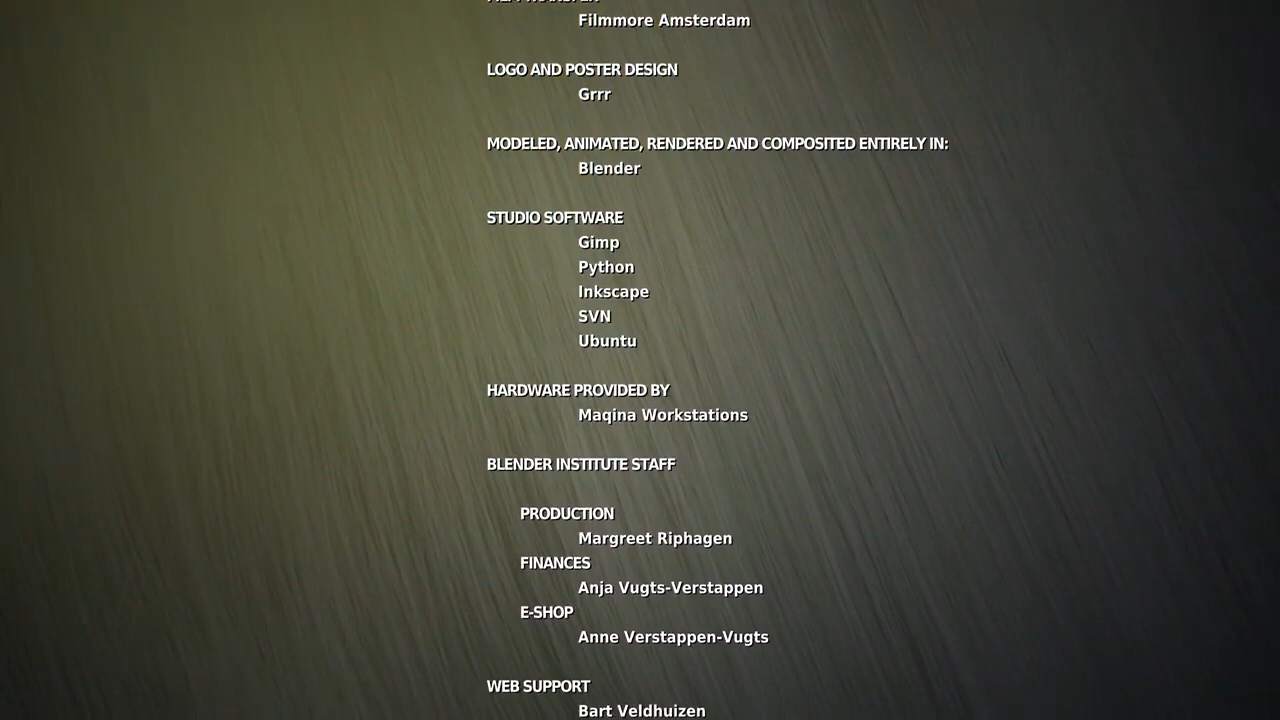 Filmmore Amsterdam
LOGO AND POSTER DESIGN
Grrr
MODELED, ANIMATED, RENDERED AND COMPOSITED ENTIRELY IN:
Blender
STUDIO SOFTWARE
Gimp
Python
Inkscape
SVN
Ubuntu
HARDWARE PROVIDED BY
Maqina Workstations
BLENDER INSTITUTE STAFF
PRODUCTION
Margreet Riphagen
FINANCES
Anja Vugts-Verstappen
E-SHOP
Anne Verstappen-Vugts
WEB SUPPORT
Bart Veldhuizen